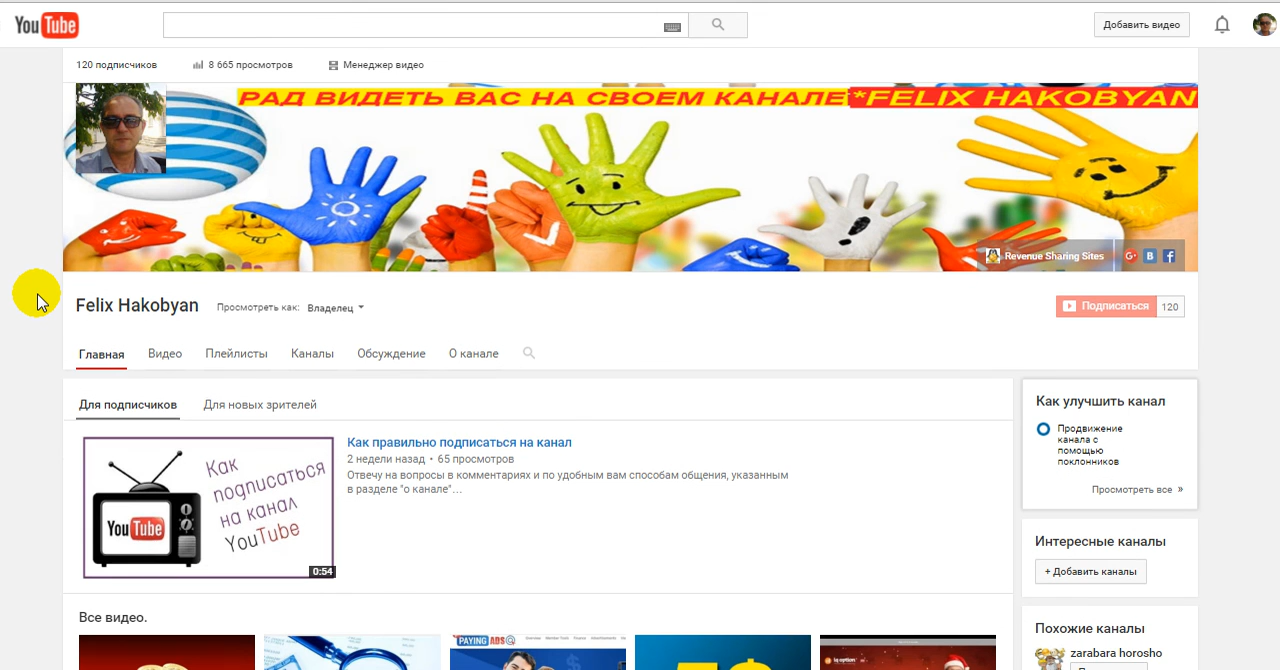 YouTube
Добавить видео
120 подписчиков
8 665 просмотров
Менеджер видео
РАД ВИДЕТЬ ВАС НА СВОЕМ КАНАЛЕ*FELIX HAKOBYAN
Revenue Sharing Sites
G+ B f
Felix Hakobyan
Просмотреть как: Владелец
Подписаться 120
Главная Видео Плейлисты Каналы Обсуждение О канале
Для подписчиков Для новых зрителей
Как подписаться на канал YouTube
YouTube
0:54
Как правильно подписаться на канал
2 недели назад • 65 просмотров
Отвечу на вопросы в комментариях и по удобным вам способам общения, указанным
в разделе "о канале"...
Как улучшить канал
Продвижение
канала с
помощью
поклонников
Просмотреть все »
Интересные каналы
+ Добавить каналы
Похожие каналы
zarabara horosho
Все видео.
PAYING ADS
iq option